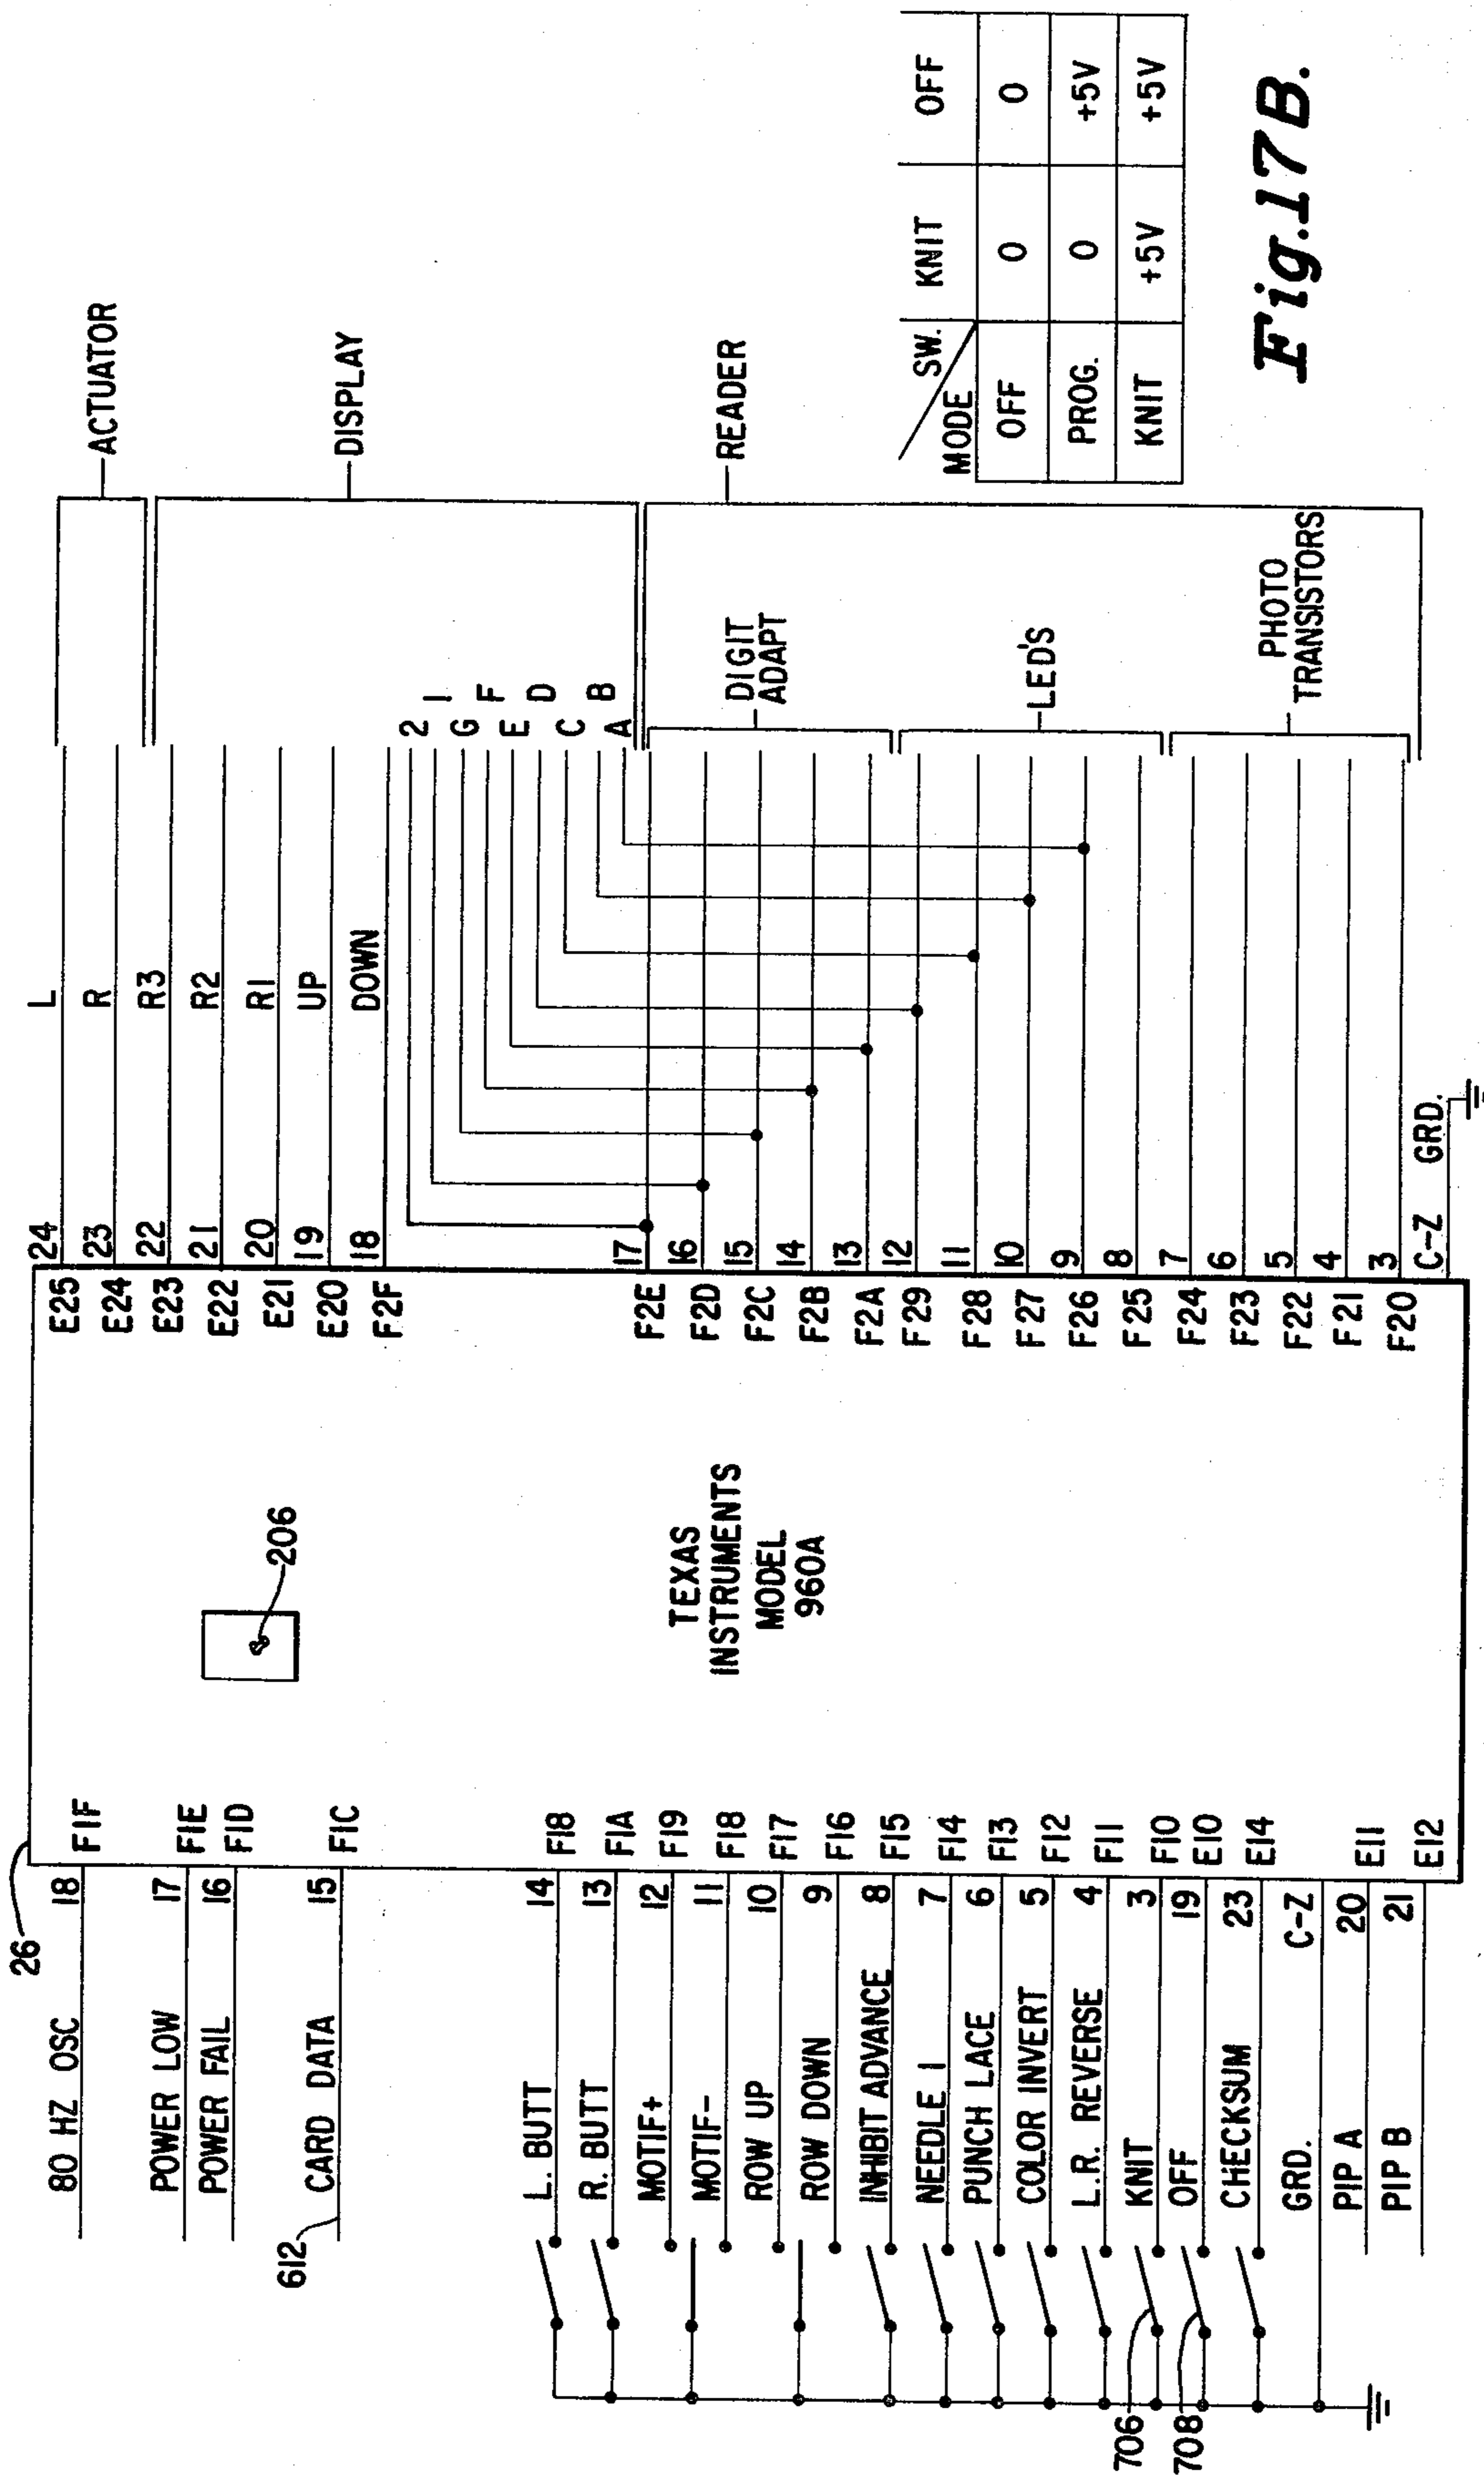 26
80 HZ OSC 18 F1F
POWER LOW 17 F1E
POWER FAIL 16 F1D
612
CARD DATA 15 F1C
L. BUTT 14 F18
R. BUTT 13 F1A
MOTIF+ 12 F19
MOTIF- 11 F18
ROW UP 10 F17
ROW DOWN 9 F16
INHIBIT ADVANCE 8 F15
NEEDLE 1 7 F14
PUNCH LACE 6 F13
COLOR INVERT 5 F12
L.R. REVERSE 4 F11
KNIT 3 F10
706
OFF 19 E10
708
CHECKSUM 23 E14
GRD. C-Z
PIP A 20 E11
PIP B 21 E12
206
TEXAS
INSTRUMENTS
MODEL
960A
E25 24 L
E24 23 R
E23 22 R3
E22 21 R2
E21 20 R1
E20 19 UP
F2F 18 DOWN
F2E 17
F2D 16
F2C 15
F2B 14
F2A 13
F29 12
F28 11
F27 10
F26 9
F25 8
F24 7
F23 6
F22 5
F21 4
F20 3
C-Z GRD.
2
1
G
F
E
D
C
B
A
ACTUATOR
DISPLAY
READER
DIGIT
ADAPT
LED'S
PHOTO
TRANSISTORS
MODE SW. KNIT OFF
OFF 0 0
PROG. 0 +5V
KNIT +5V +5V
Fig.17B.